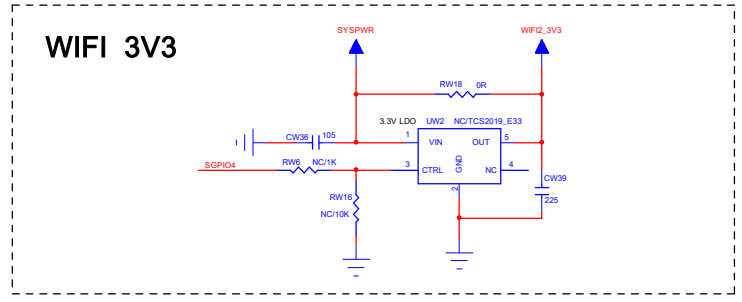 WIFI 3V3
SYSPWR
WIFI2_3V3
RW18 0R
3.3V LDO UW2 NC/TCS2019_E33
CW36 105
1 VIN OUT 5
SGPIO4
RW6 NC/1K
3 CTRL GND NC 4
2
CW39
225
RW16
NC/10K